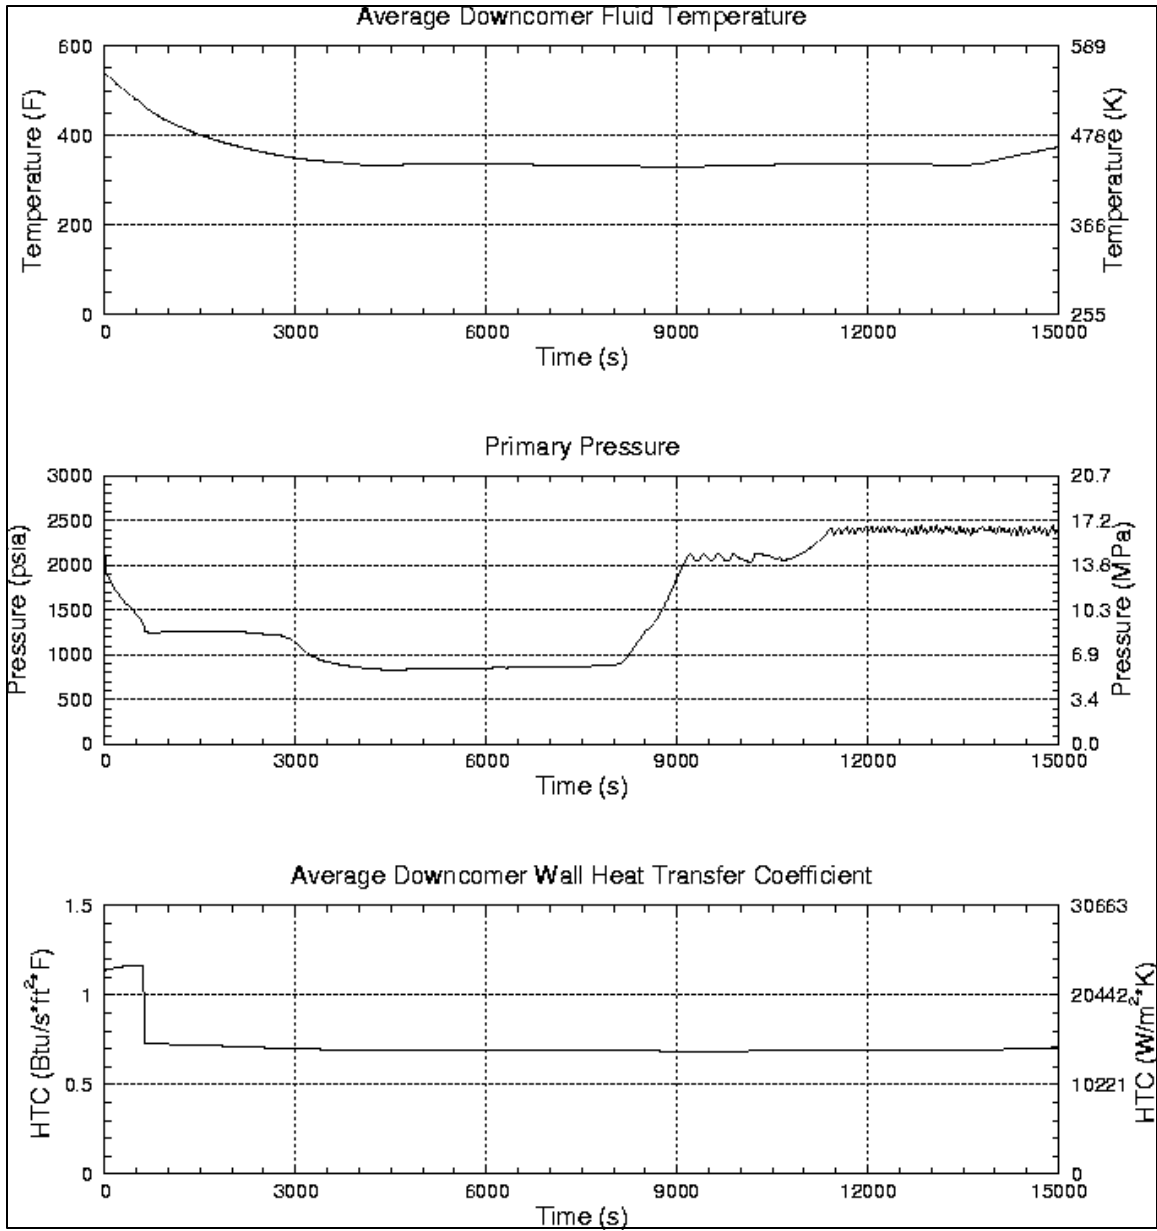 Average Downcomer Fluid Temperature
600
400
200
0
589
478
366
255
Temperature (F)
Temperature (K)
0 3000 6000 9000 12000 15000
Time (s)
Primary Pressure
3000
2500
2000
1500
1000
500
0
20.7
17.2
13.8
10.3
6.9
3.4
0.0
Pressure (psia)
Pressure (MPa)
0 3000 6000 9000 12000 15000
Time (s)
Average Downcomer Wall Heat Transfer Coefficient
1.5
1
0.5
0
30663
20442
10221
0
HTC (Btu/s*ft²*F)
HTC (W/m²*K)
0 3000 6000 9000 12000 15000
Time (s)